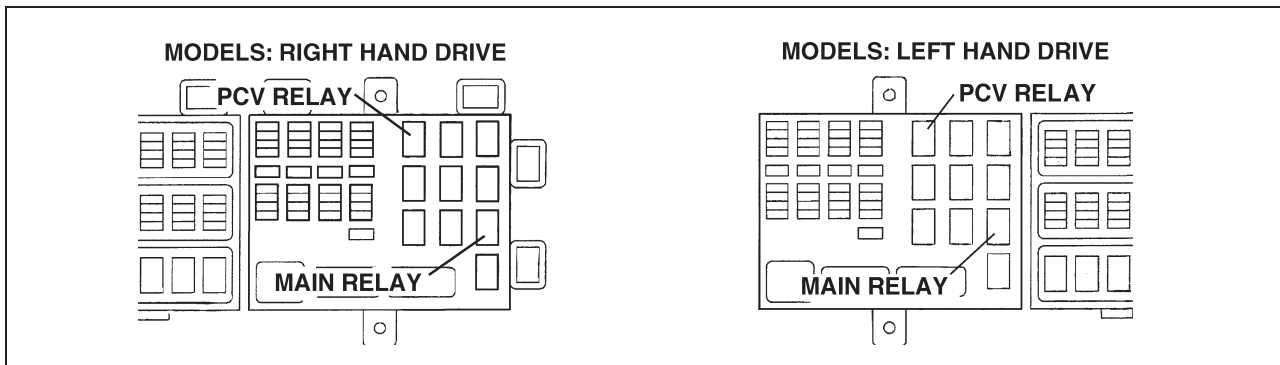 MODELS: RIGHT HAND DRIVE
PCV RELAY
MAIN RELAY
MODELS: LEFT HAND DRIVE
PCV RELAY
MAIN RELAY